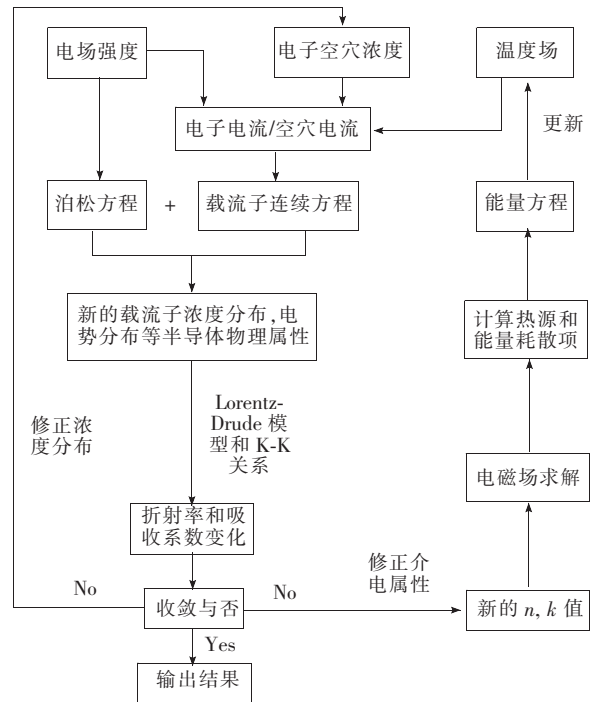 电场强度
电子空穴浓度
温度场
电子电流/空穴电流
更新
泊松方程
+
载流子连续方程
能量方程
新的载流子浓度分布,电
势分布等半导体物理属性
计算热源和
能量耗散项
修正浓
度分布
Lorentz-
Drude 模
型和 K-K
关系
电磁场求解
折射率和吸
收系数变化
修正介
电属性
No
收敛与否
No
新的 n, k 值
Yes
输出结果